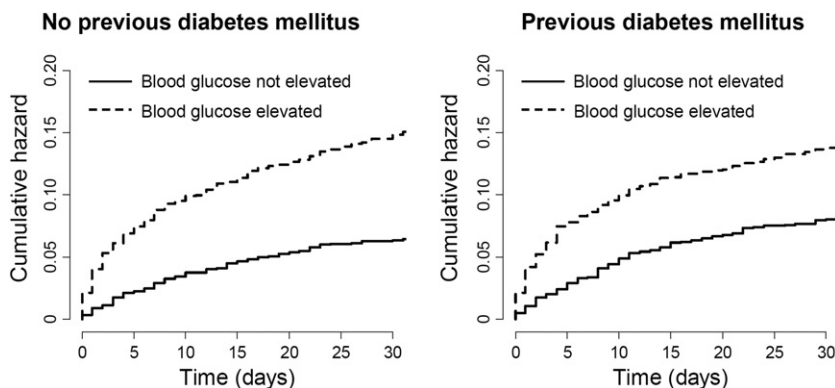 No previous diabetes mellitus
0.20
0.15
0.10
0.05
0
Cumulative hazard
Blood glucose not elevated
Blood glucose elevated
0 5 10 15 20 25 30
Time (days)
Previous diabetes mellitus
0.20
0.15
0.10
0.05
0
Cumulative hazard
Blood glucose not elevated
Blood glucose elevated
0 5 10 15 20 25 30
Time (days)